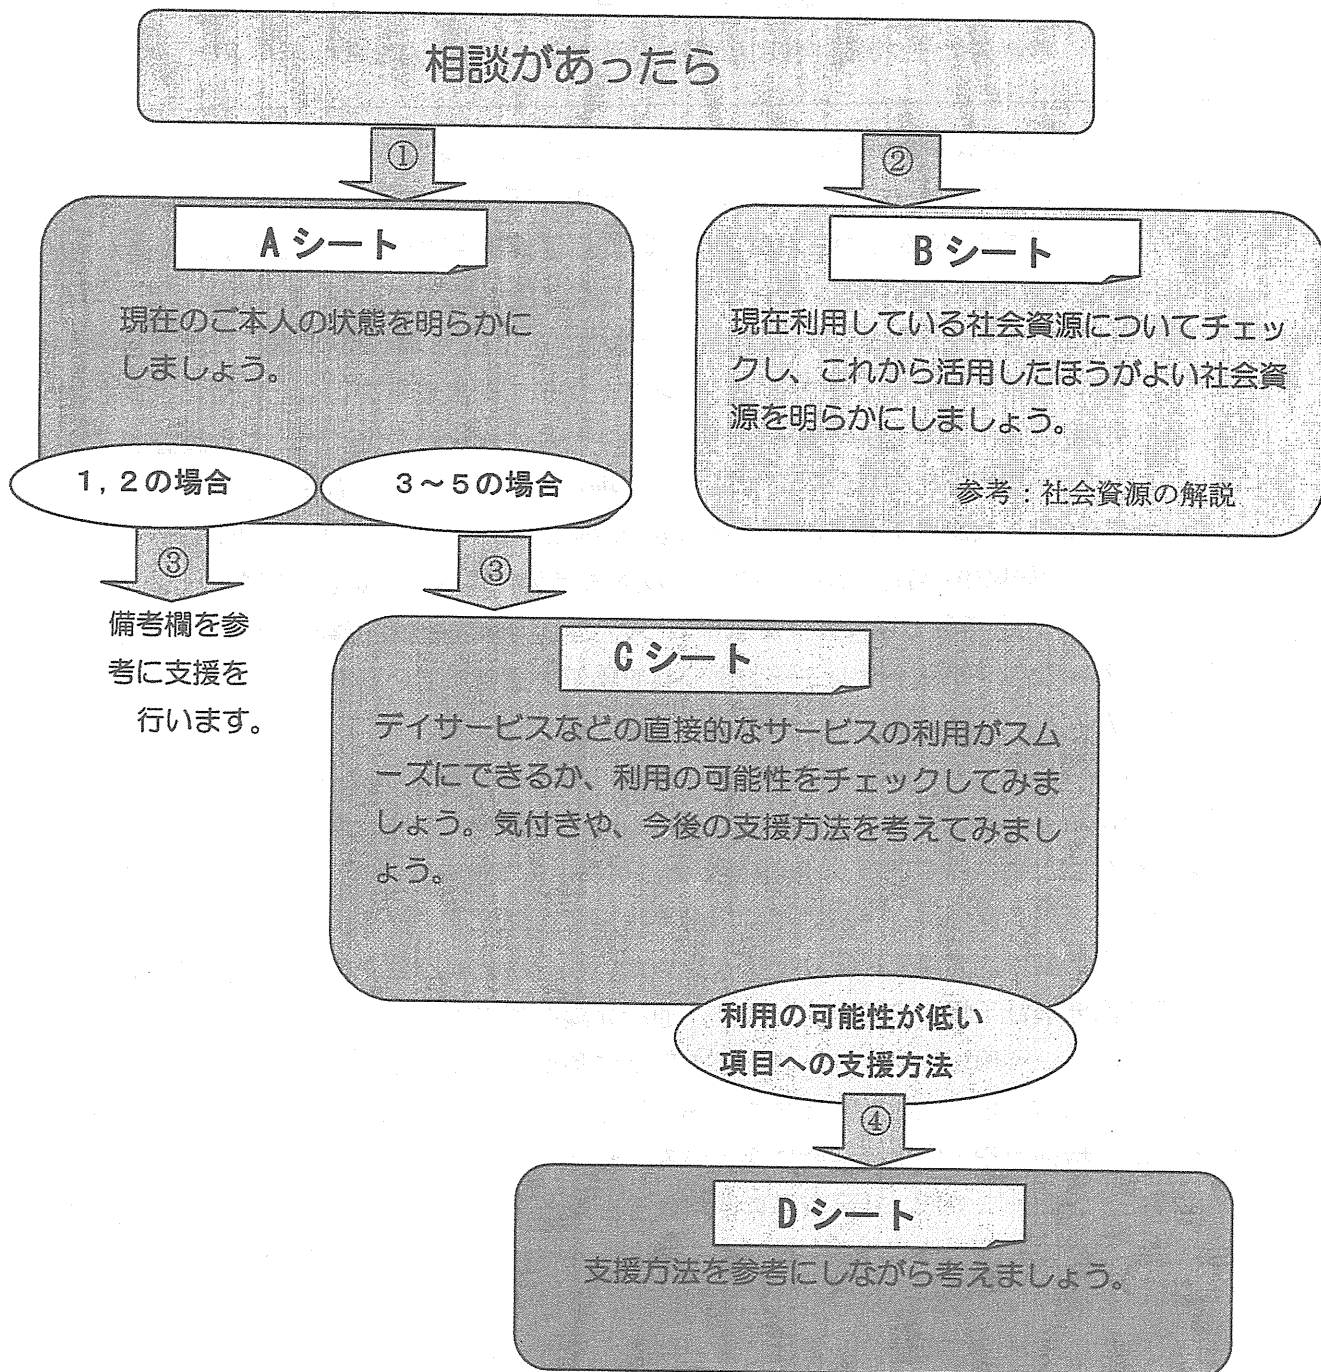 相談があったら
①
②
Aシート
現在のご本人の状態を明らかに
しましょう。
1,2の場合
3~5の場合
Bシート
現在利用している社会資源についてチェッ
クし、これから活用したほうがよい社会資
源を明らかにしましょう。
参考:社会資源の解説
③
備考欄を参
考に支援を
行います。
③
Cシート
デイサービスなどの直接的なサービスの利用がスム
ーズにできるか、利用の可能性をチェックしてみま
しょう。気付きや、今後の支援方法を考えてみまし
ょう。
利用の可能性が低い
項目への支援方法
④
Dシート
支援方法を参考にしながら考えましょう。